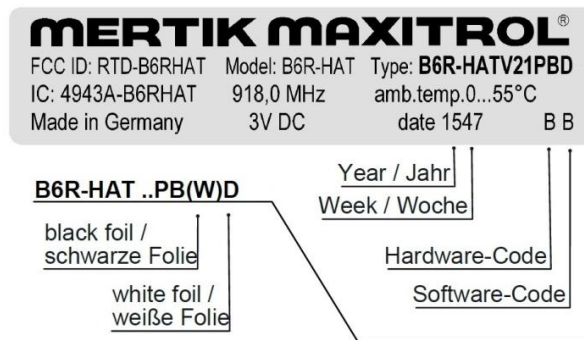 MERTIK MAXITROL®
FCC ID: RTD-B6RHAT Model: B6R-HAT Type: B6R-HATV21PBD
IC: 4943A-B6RHAT 918,0 MHz amb.temp.0...55°C
Made in Germany 3V DC date 1547 B B
Year / Jahr
B6R-HAT ..PB(W)D
Week / Woche
black foil /
schwarze Folie
Hardware-Code
white foil /
weiße Folie
Software-Code